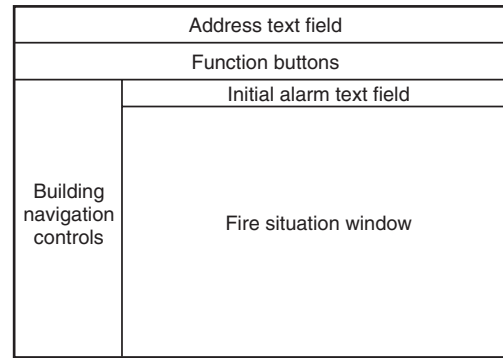 Address text field
Function buttons
Initial alarm text field
Building
navigation
controls
Fire situation window